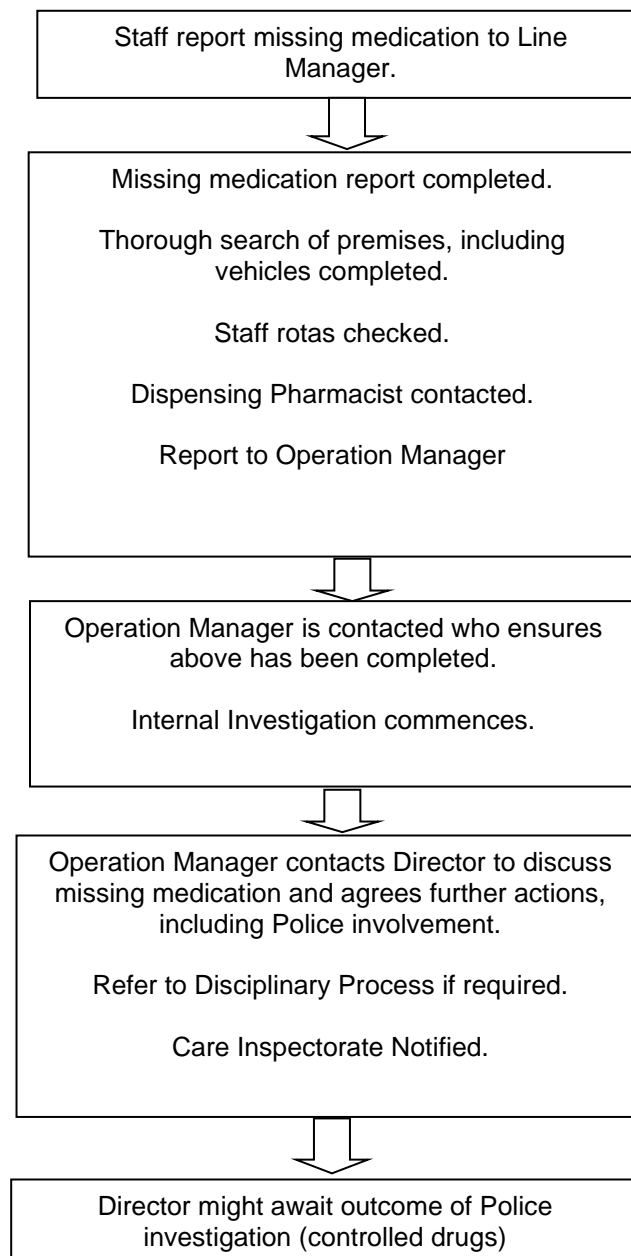 Staff report missing medication to Line
Manager.
Missing medication report completed.
Thorough search of premises, including
vehicles completed.
Staff rotas checked.
Dispensing Pharmacist contacted.
Report to Operation Manager
Operation Manager is contacted who ensures
above has been completed.
Internal Investigation commences.
Operation Manager contacts Director to discuss
missing medication and agrees further actions,
including Police involvement.
Refer to Disciplinary Process if required.
Care Inspectorate Notified.
Director might await outcome of Police
investigation (controlled drugs)